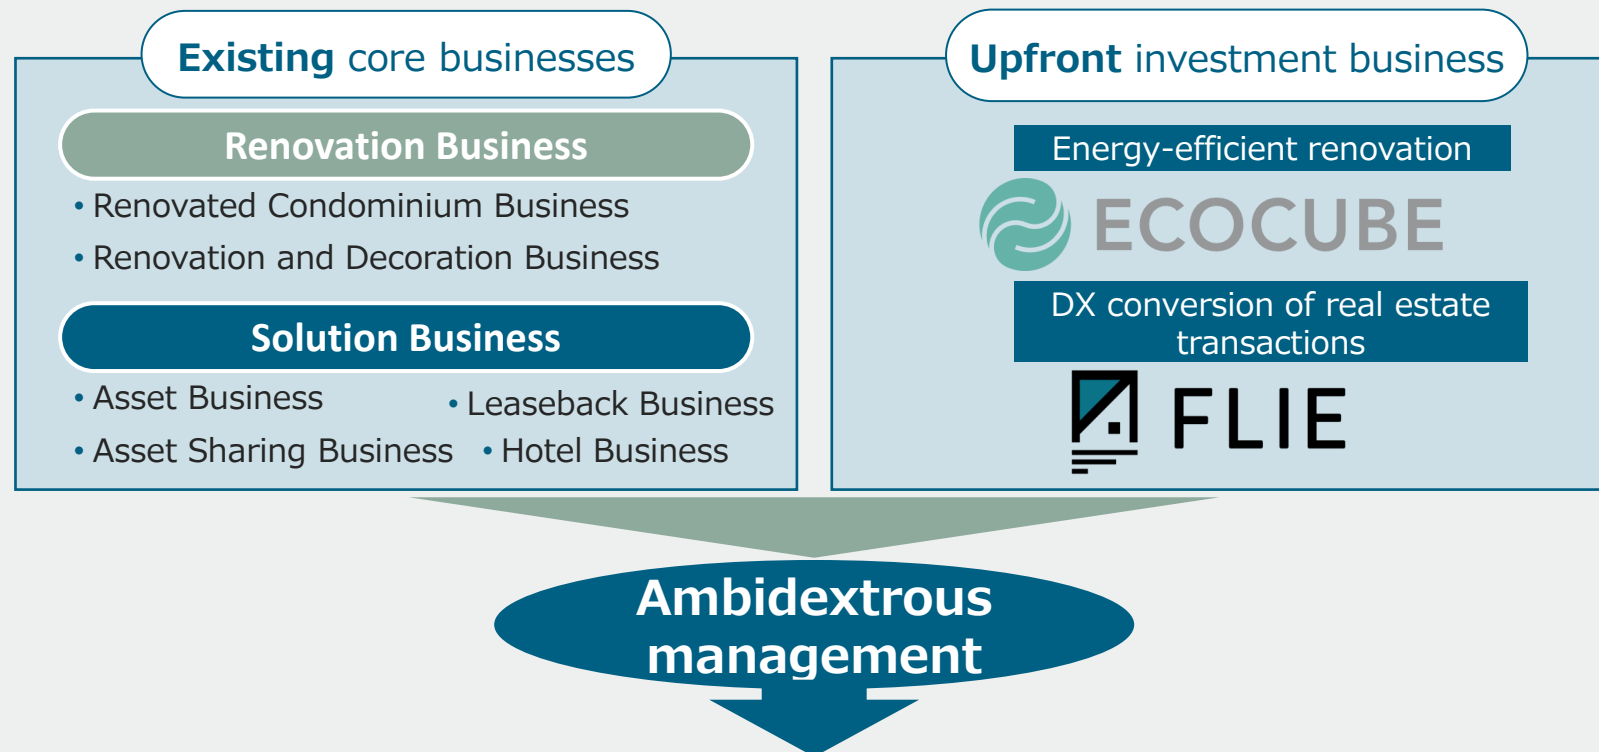 Existing core businesses
Renovation Business
• Renovated Condominium Business
• Renovation and Decoration Business
Solution Business
• Asset Business
• Leaseback Business
• Asset Sharing Business
• Hotel Business
Upfront investment business
Energy-efficient renovation
ECOCUBE
DX conversion of real estate
transactions
FLIE
Ambidextrous
management